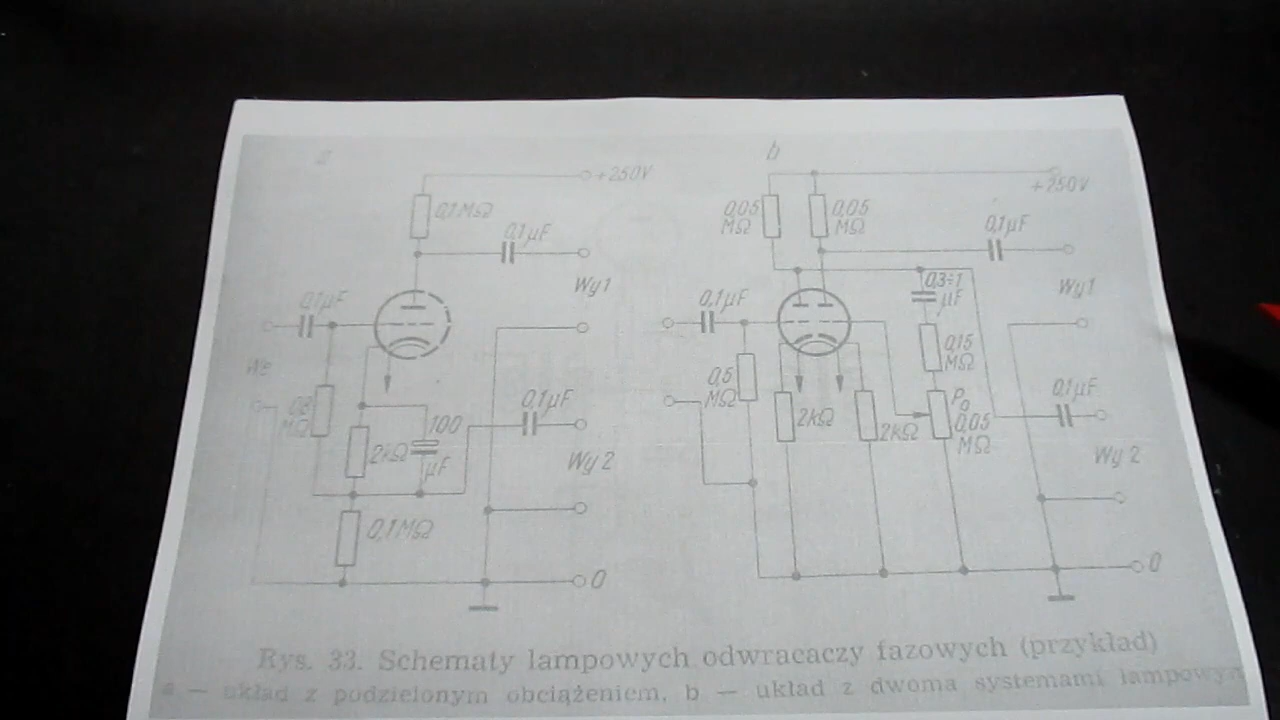 a
b
+250V
+250V
0,1MΩ
0,05 MΩ
0,05 MΩ
0,1μF
0,1μF
Wy1
Wy1
0,1μF
0,1μF
0,3÷1 μF
0,15 MΩ
We
0,5 MΩ
MΩ
0,1μF
0,1μF
P₀
0,05 MΩ
100 μF
2kΩ
2kΩ
2kΩ
Wy 2
Wy 2
0,1MΩ
0
0
Rys. 33. Schematy lampowych odwracaczy fazowych (przykład)
a — układ z podzielonym obciążeniem, b — układ z dwoma systemami